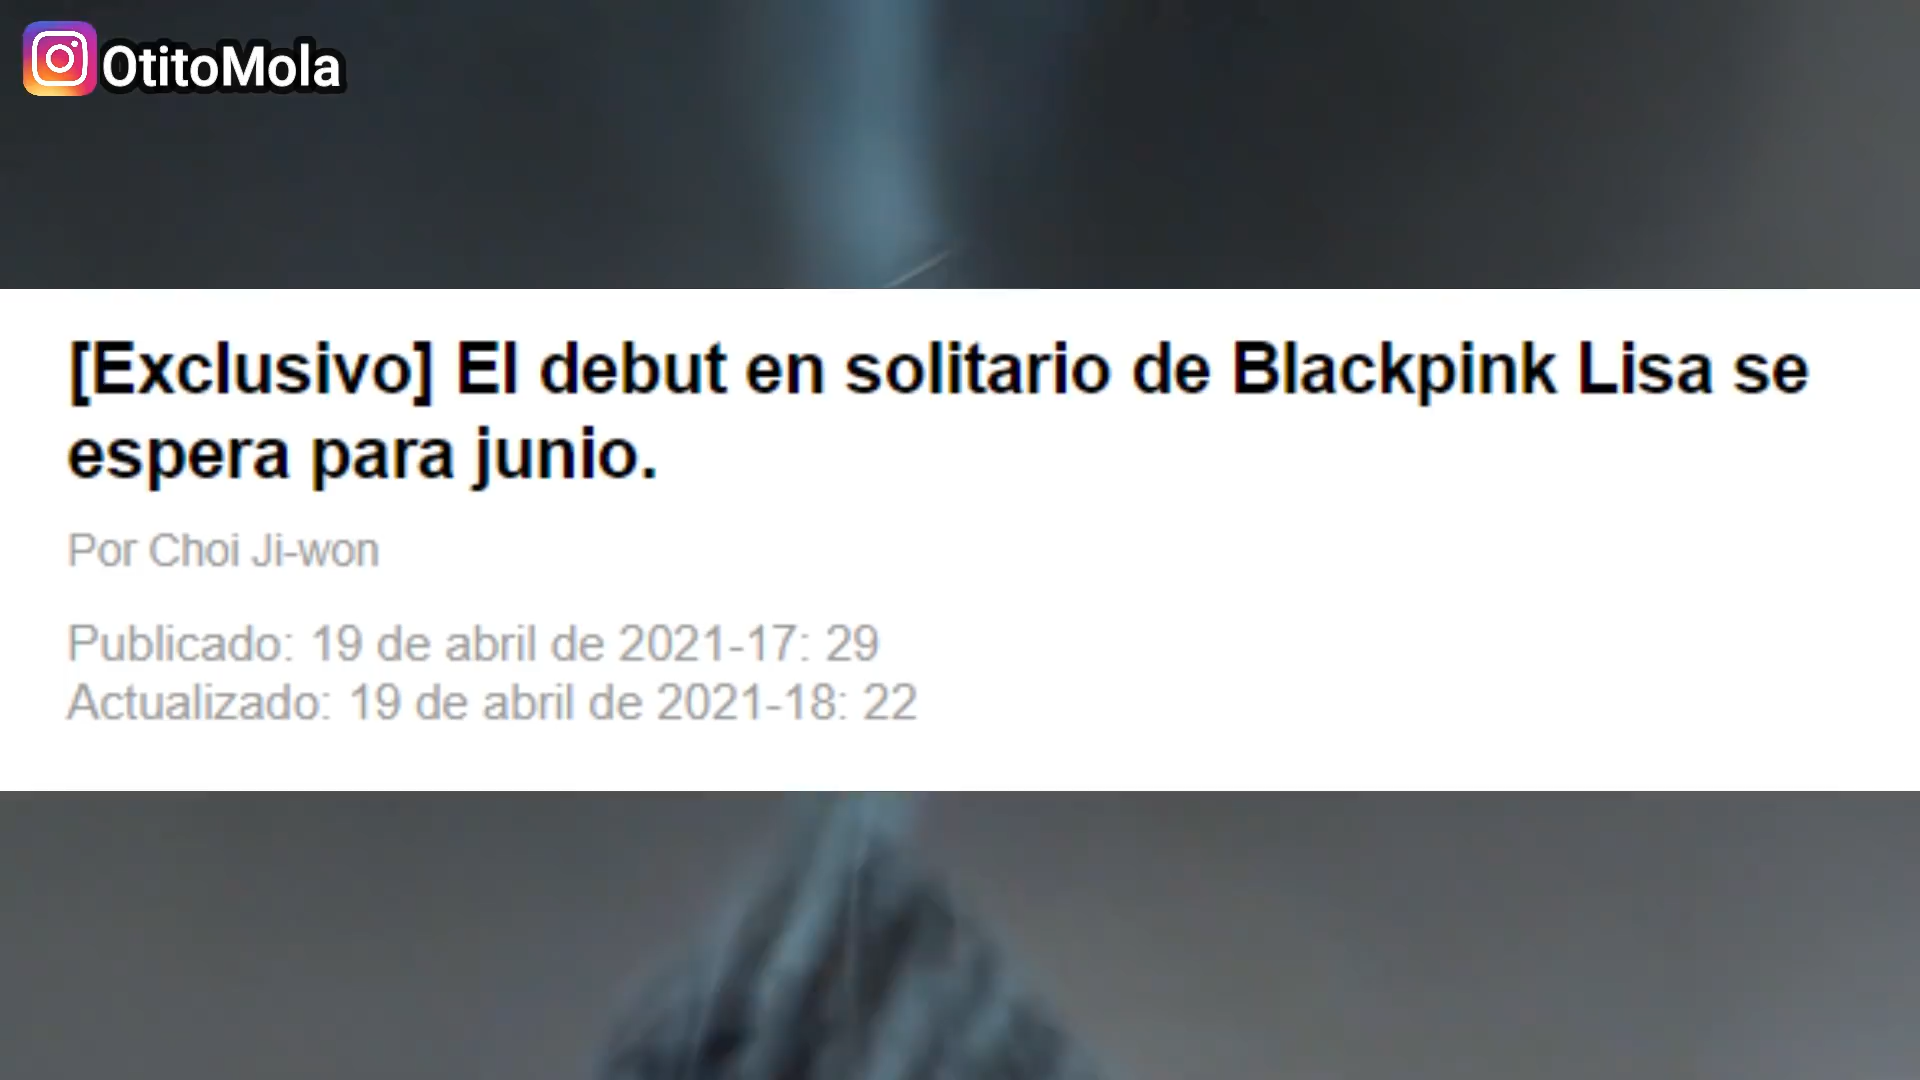 OtitoMola
[Exclusivo] El debut en solitario de Blackpink Lisa se
espera para junio.
Por Choi Ji-won
Publicado: 19 de abril de 2021-17: 29
Actualizado: 19 de abril de 2021-18: 22